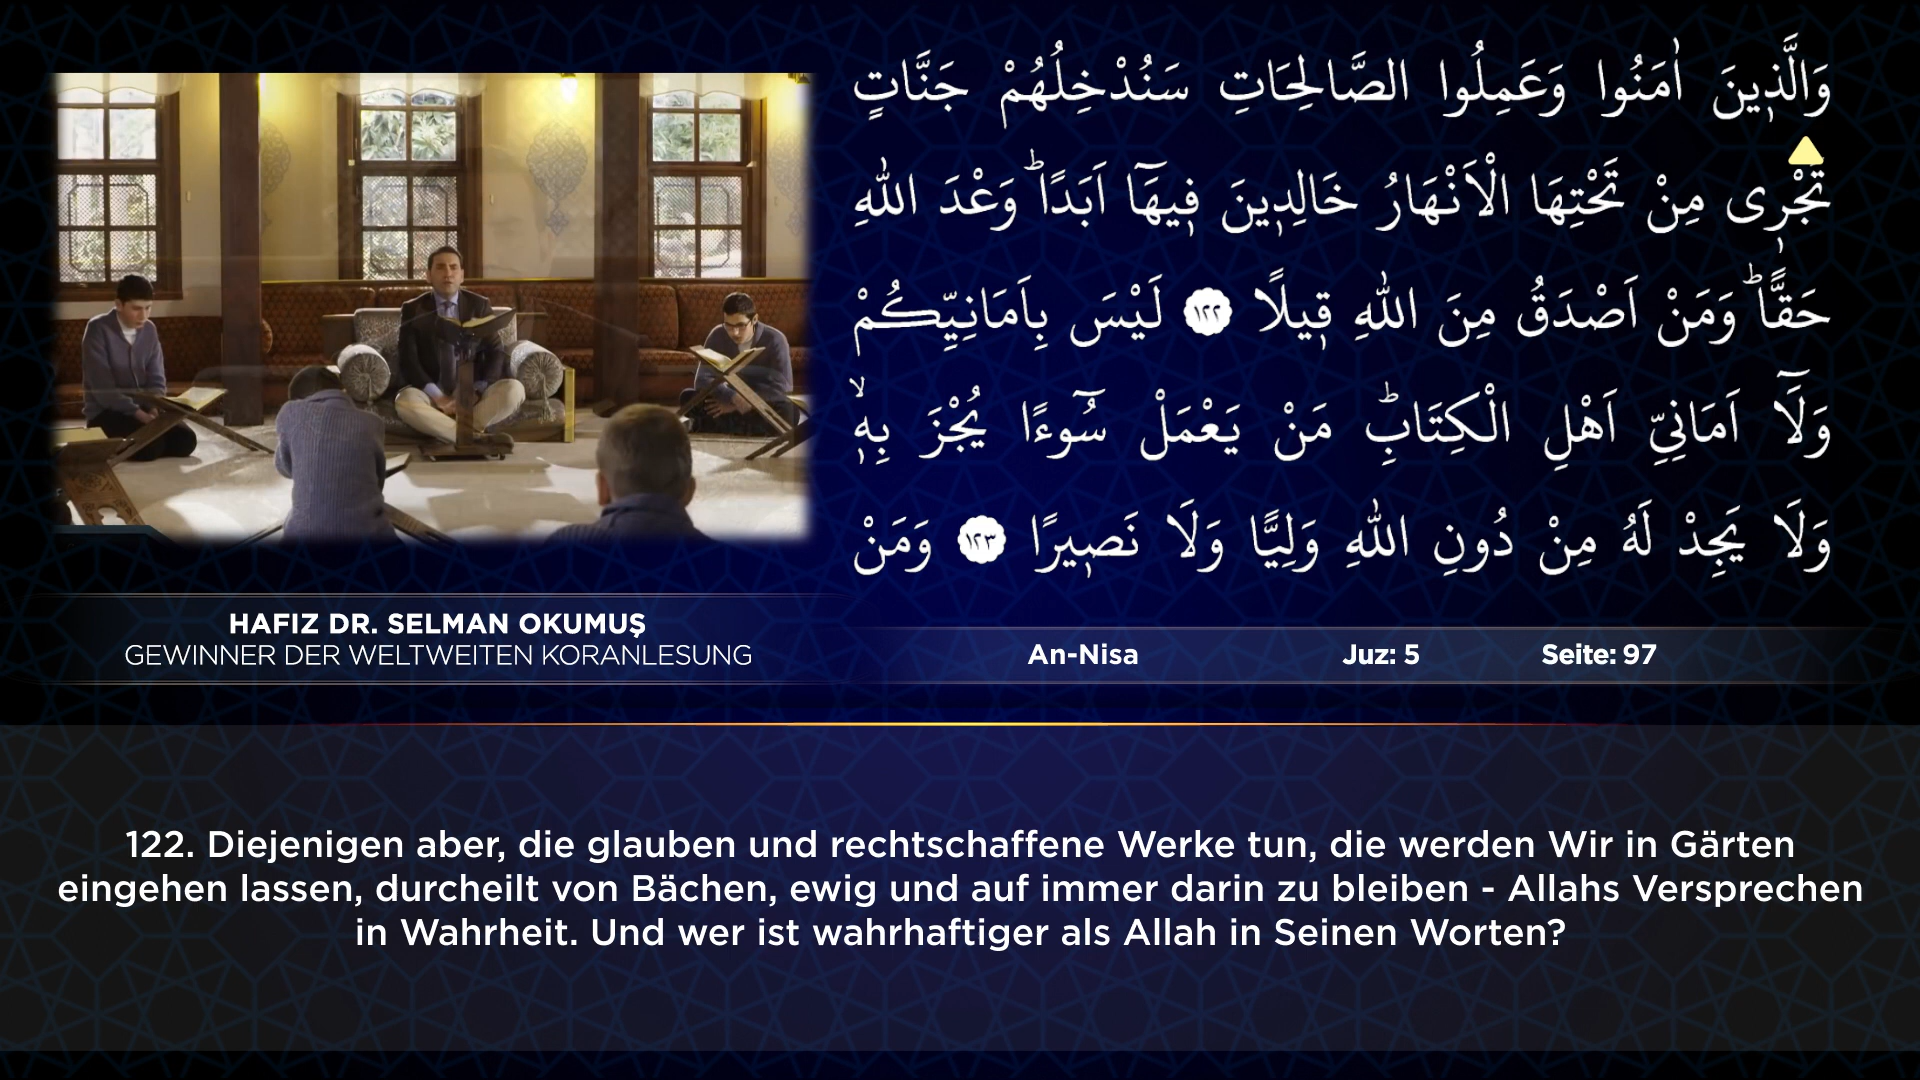 وَالَّذ۪ينَ اٰمَنُوا وَعَمِلُوا الصَّالِحَاتِ سَنُدْخِلُهُمْ جَنَّاتٍ
تَجْر۪ى مِنْ تَحْتِهَا الْاَنْهَارُ خَالِد۪ينَ ف۪يهَٓا اَبَدًاۜ وَعْدَ اللّٰهِ
حَقًّاۜ وَمَنْ اَصْدَقُ مِنَ اللّٰهِ ق۪يلًا ﴿١٢٢﴾ لَيْسَ بِاَمَانِيِّكُمْ
وَلَٓا اَمَانِيِّ اَهْلِ الْكِتَابِۜ مَنْ يَعْمَلْ سُٓوءًا يُجْزَ بِه۪ۙ
وَلَا يَجِدْ لَهُ مِنْ دُونِ اللّٰهِ وَلِيًّا وَلَا نَص۪يرًا ﴿١٢٣﴾ وَمَنْ
HAFIZ DR. SELMAN OKUMUŞ
GEWINNER DER WELTWEITEN KORANLESUNG
An-Nisa Juz: 5 Seite: 97
122. Diejenigen aber, die glauben und rechtschaffene Werke tun, die werden Wir in Gärten
eingehen lassen, durcheilt von Bächen, ewig und auf immer darin zu bleiben - Allahs Versprechen
in Wahrheit. Und wer ist wahrhaftiger als Allah in Seinen Worten?